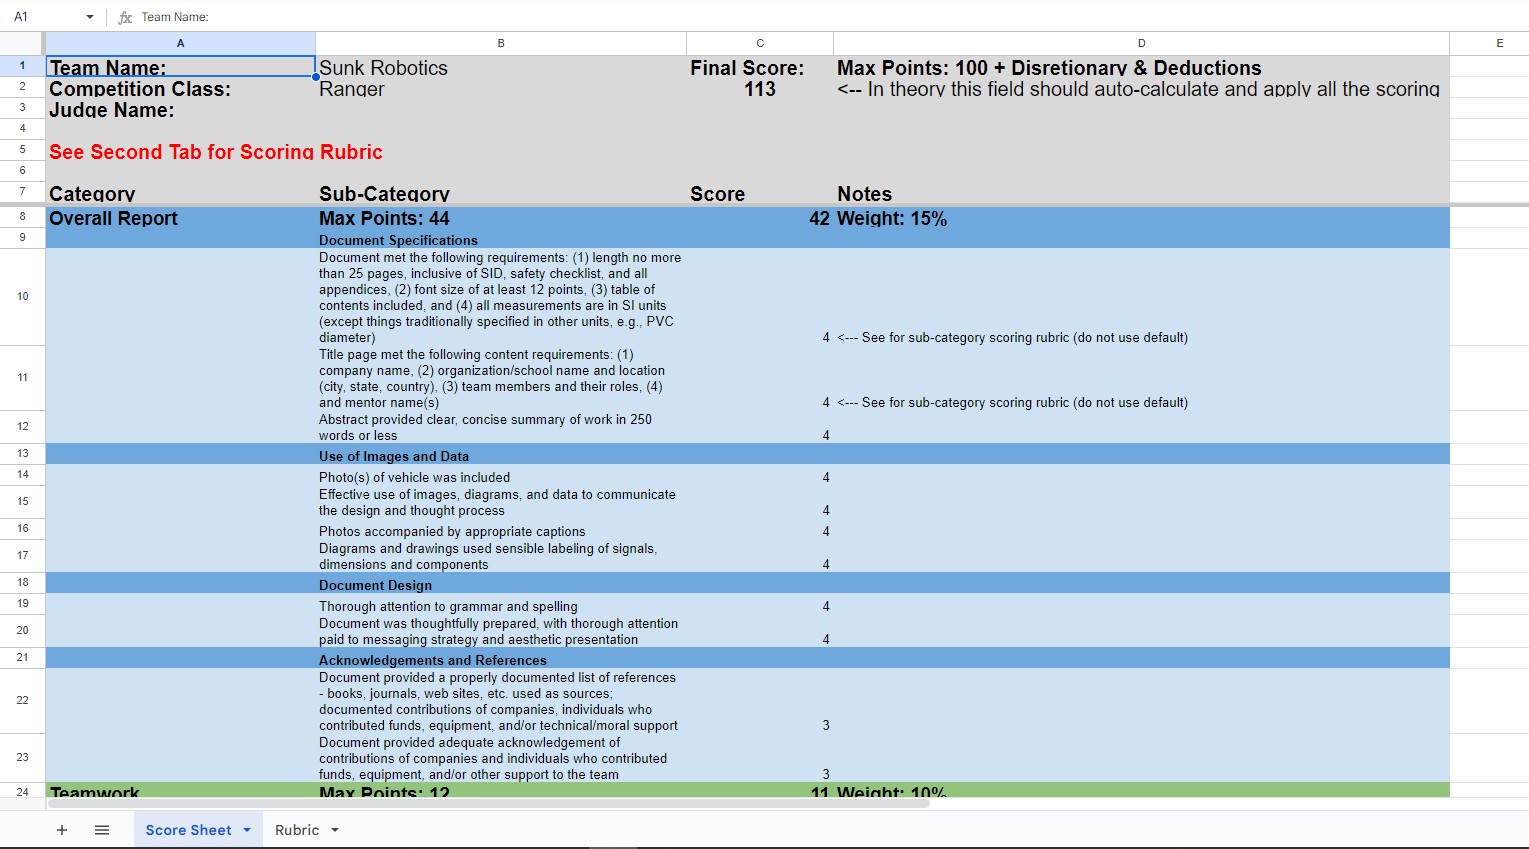 A1
fx Team Name:
A B C D E
1 Team Name: Sunk Robotics Final Score: Max Points: 100 + Disretionary & Deductions
2 Competition Class: Ranger 113 <-- In theory this field should auto-calculate and apply all the scoring
3 Judge Name:
4
5 See Second Tab for Scoring Rubric
6
7 Category Sub-Category Score Notes
8 Overall Report Max Points: 44 42 Weight: 15%
9 Document Specifications
Document met the following requirements: (1) length no more
than 25 pages, inclusive of SID, safety checklist, and all
appendices, (2) font size of at least 12 points, (3) table of
10 contents included, and (4) all measurements are in SI units
(except things traditionally specified in other units, e.g., PVC
diameter) 4 <--- See for sub-category scoring rubric (do not use default)
Title page met the following content requirements: (1)
company name, (2) organization/school name and location
11 (city, state, country), (3) team members and their roles, (4)
and mentor name(s) 4 <--- See for sub-category scoring rubric (do not use default)
12 Abstract provided clear, concise summary of work in 250
words or less 4
13 Use of Images and Data
14 Photo(s) of vehicle was included 4
15 Effective use of images, diagrams, and data to communicate
the design and thought process 4
16 Photos accompanied by appropriate captions 4
17 Diagrams and drawings used sensible labeling of signals,
dimensions and components 4
18 Document Design
19 Thorough attention to grammar and spelling 4
20 Document was thoughtfully prepared, with thorough attention
paid to messaging strategy and aesthetic presentation 4
21 Acknowledgements and References
Document provided a properly documented list of references
22 - books, journals, web sites, etc. used as sources;
documented contributions of companies, individuals who
contributed funds, equipment, and/or technical/moral support 3
Document provided adequate acknowledgement of
23 contributions of companies and individuals who contributed
funds, equipment, and/or other support to the team 3
24 Teamwork Max Points: 12 11 Weight: 10%
Score Sheet Rubric